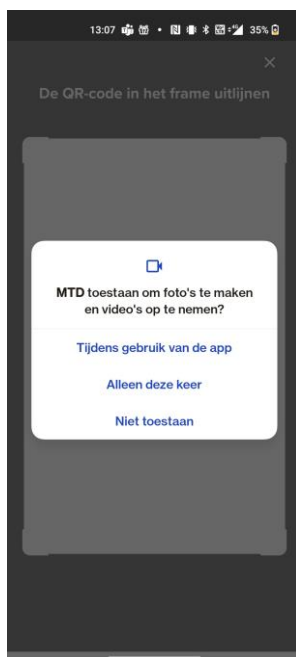 13:07 35%
De QR-code in het frame uitlijnen
MTD toestaan om foto's te maken
en video's op te nemen?
Tijdens gebruik van de app
Alleen deze keer
Niet toestaan